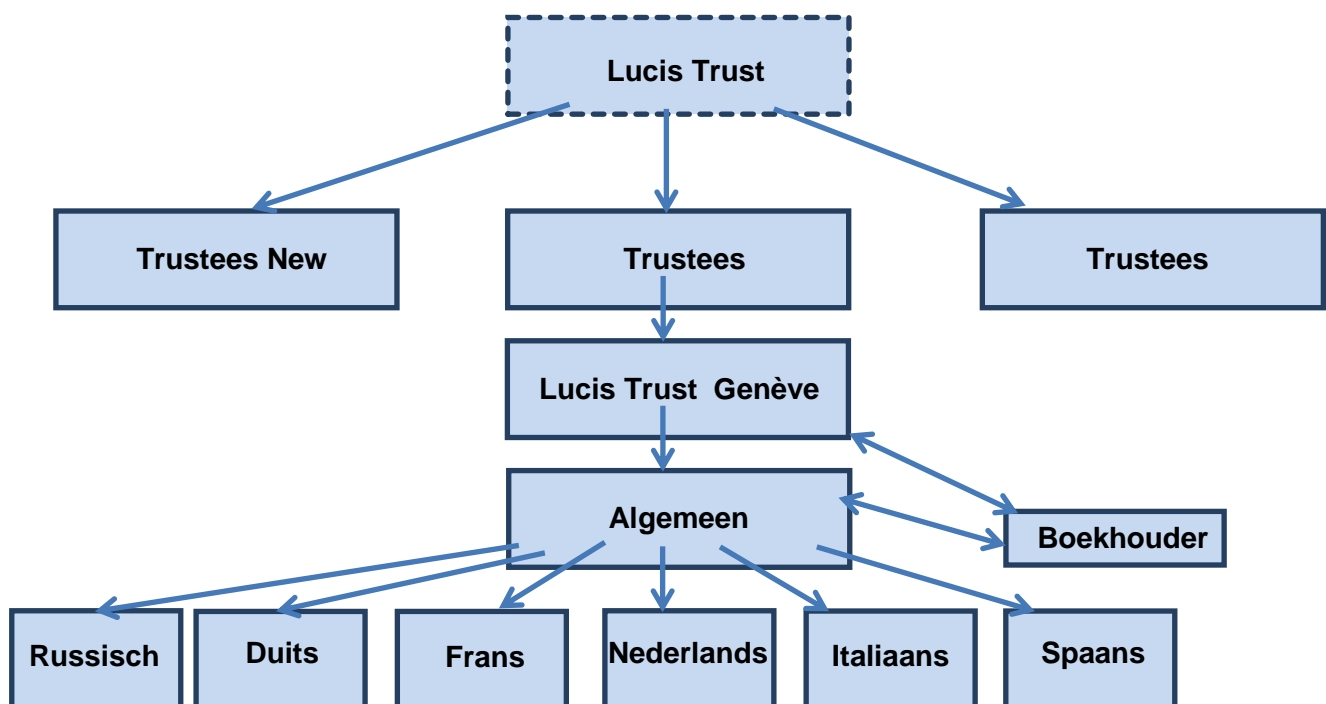 Lucis Trust
Trustees New
Trustees
Trustees
Lucis Trust Genève
Algemeen
Boekhouder
Russisch
Duits
Frans
Nederlands
Italiaans
Spaans